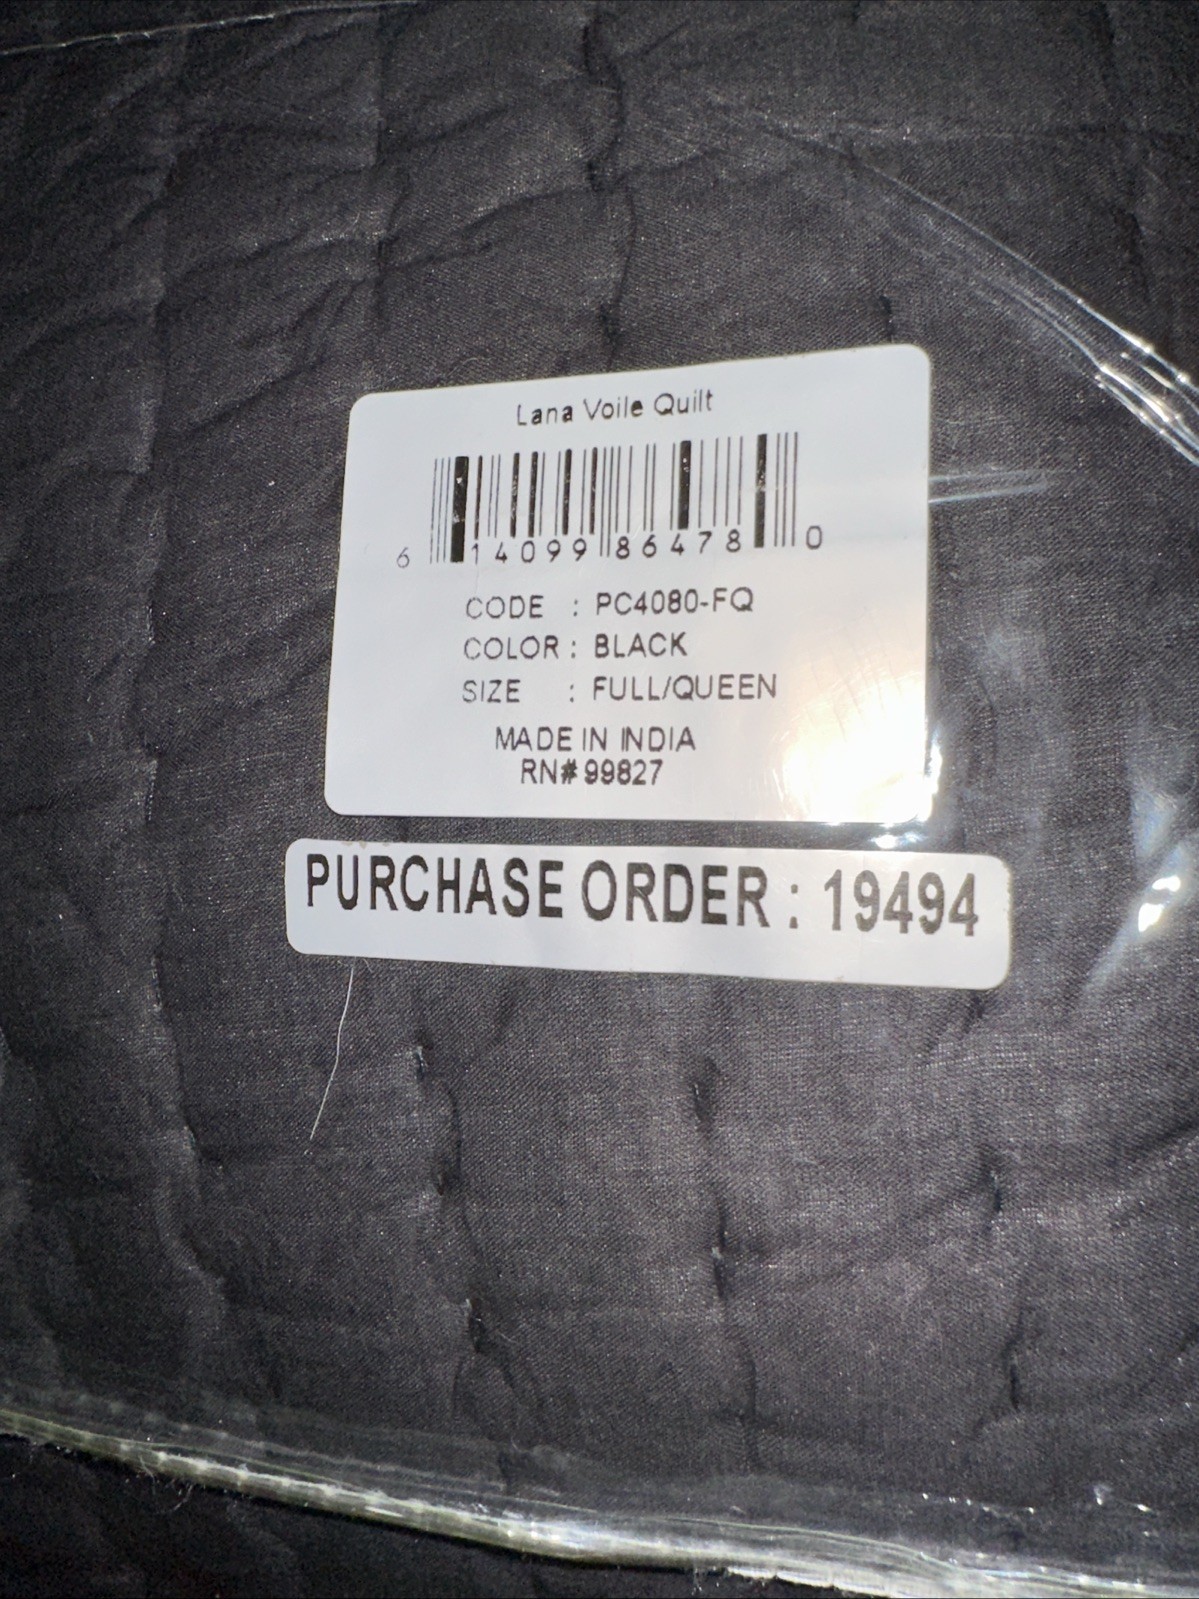 Lana Voile Quilt
6 14099 86478 0
CODE : PC4080-FQ
COLOR : BLACK
SIZE : FULL/QUEEN
MADE IN INDIA
RN# 99827
PURCHASE ORDER : 19494